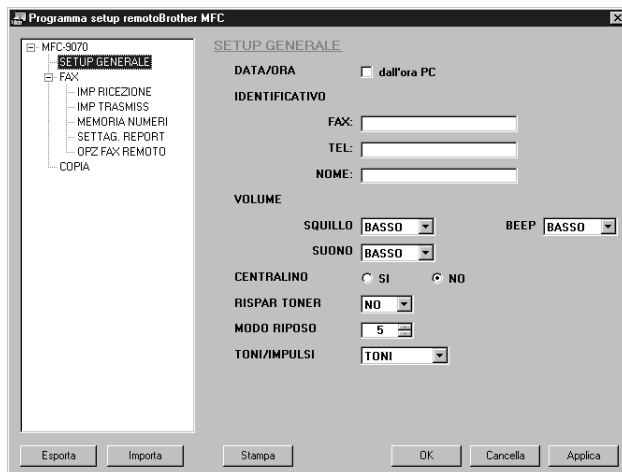 Programma setup remotoBrother MFC
MFC-9070
SETUP GENERALE
FAX
IMP RICEZIONE
IMP TRASMISS
MEMORIA NUMERI
SETTAG. REPORT
OPZ FAX REMOTO
COPIA
SETUP GENERALE
DATA/ORA dall'ora PC
IDENTIFICATIVO
FAX:
TEL:
NOME:
VOLUME
SQUILLO BASSO BEEP BASSO
SUONO BASSO
CENTRALINO SI NO
RISPAR TONER NO
MODO RIPOSO 5
TONI/IMPULSI TONI
Esporta Importa Stampa OK Cancella Applica